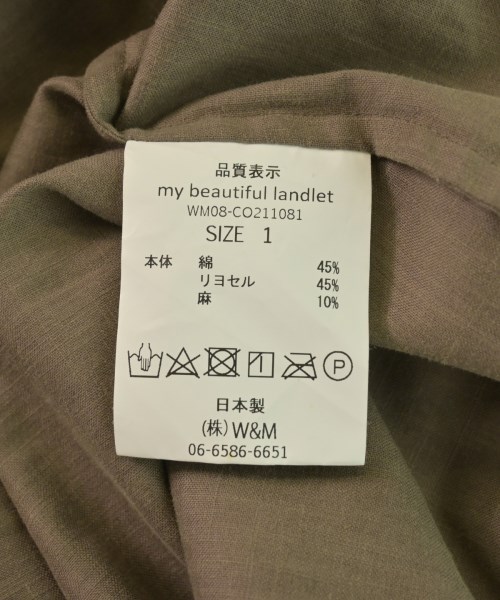 品質表示
my beautiful landlet
WM08-CO211081
SIZE 1
本体 綿 45%
リヨセル 45%
麻 10%
P
日本製
(株) W&M
06-6586-6651